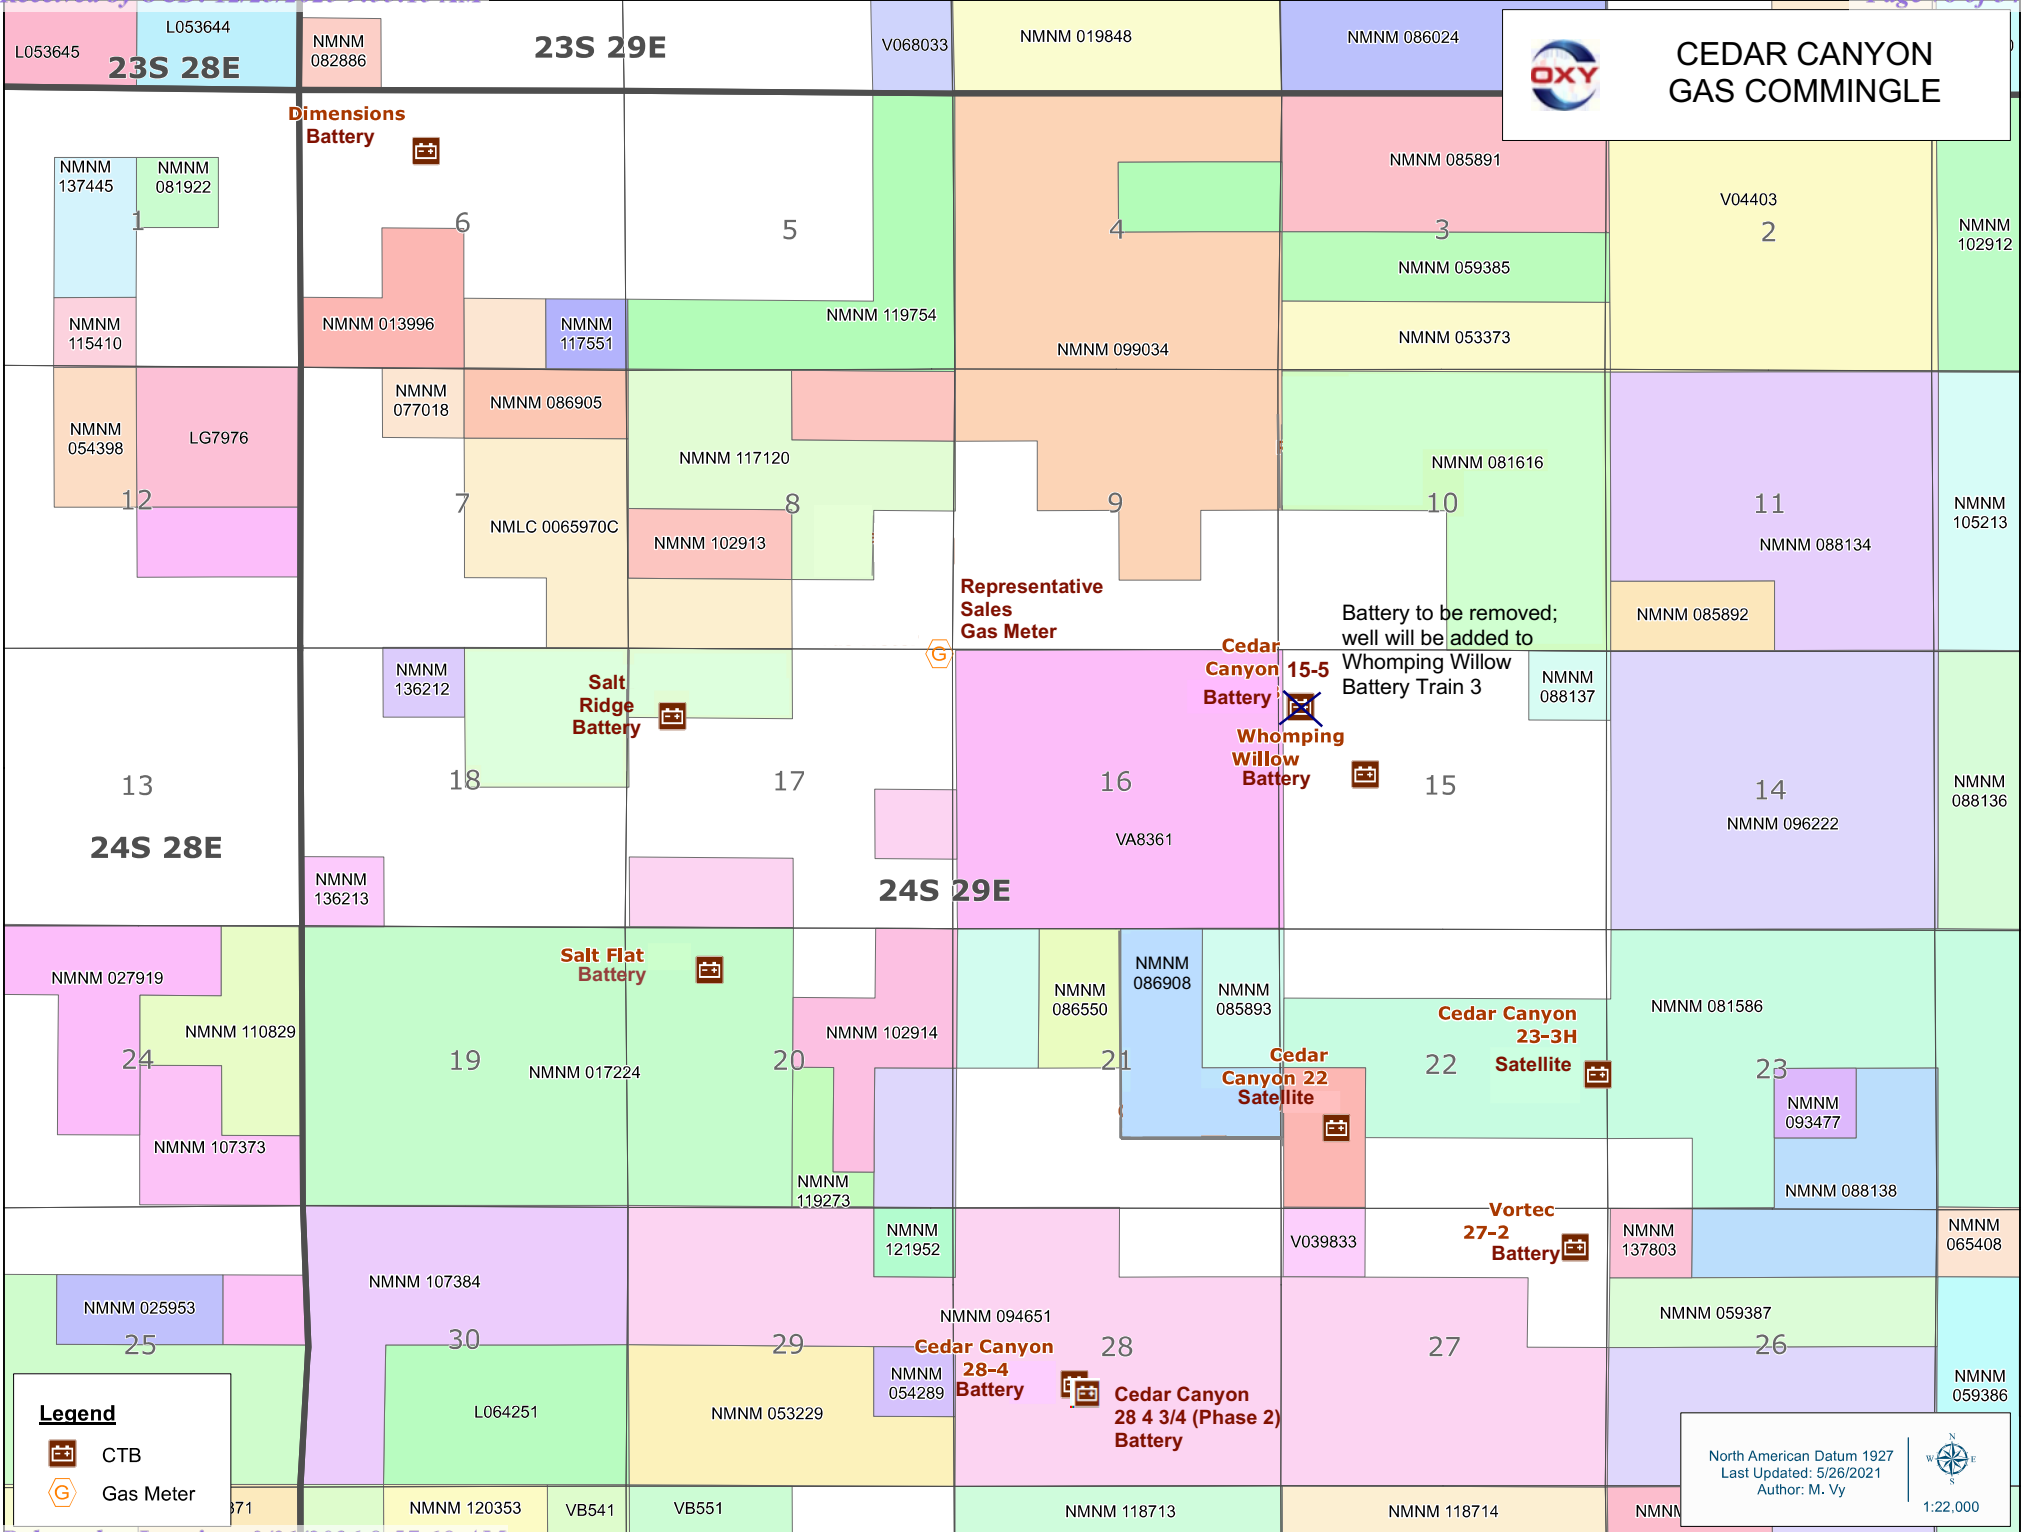 L053645
L053644
23S 28E
NMNM
082886
23S 29E
V068033
NMNM 019848
NMNM 086024
OXY
CEDAR CANYON
GAS COMMINGLE
Dimensions
Battery
NMNM
137445
NMNM
081922
1
6
5
4
NMNM 085891
3
V04403
2
NMNM
102912
NMNM 059385
NMNM
115410
NMNM 013996
NMNM
117551
NMNM 119754
NMNM 099034
NMNM 053373
NMNM
054398
LG7976
12
NMNM
077018
NMNM 086905
7
NMLC 0065970C
NMNM 117120
8
NMNM 102913
9
NMNM 081616
10
11
NMNM 088134
NMNM
105213
NMNM 085892
Representative
Sales
Gas Meter
G
Battery to be removed;
well will be added to
Whomping Willow
Battery Train 3
Cedar
Canyon 15-5
Battery
Whomping
Willow
Battery
NMNM
088137
NMNM
136212
Salt
Ridge
Battery
13
24S 28E
18
17
16
VA8361
15
14
NMNM 096222
NMNM
088136
NMNM
136213
24S 29E
NMNM 027919
NMNM 110829
24
NMNM 107373
Salt Flat
Battery
19
NMNM 017224
20
NMNM 102914
NMNM
119273
NMNM
086550
NMNM
086908
NMNM
085893
21
Cedar
Canyon 22
Satellite
Cedar Canyon
23-3H
Satellite
22
NMNM 081586
23
NMNM
093477
NMNM 088138
NMNM
121952
V039833
Vortec
27-2
Battery
NMNM
137803
NMNM
065408
NMNM 025953
25
NMNM 107384
30
L064251
29
NMNM 053229
NMNM
054289
NMNM 094651
28
Cedar Canyon
28-4
Battery
Cedar Canyon
28 4 3/4 (Phase 2)
Battery
27
NMNM 059387
26
NMNM
059386
Legend
CTB
G Gas Meter
371
NMNM 120353
VB541
VB551
NMNM 118713
NMNM 118714
NMNM
North American Datum 1927
Last Updated: 5/26/2021
Author: M. Vy
N
W E
S
1:22,000